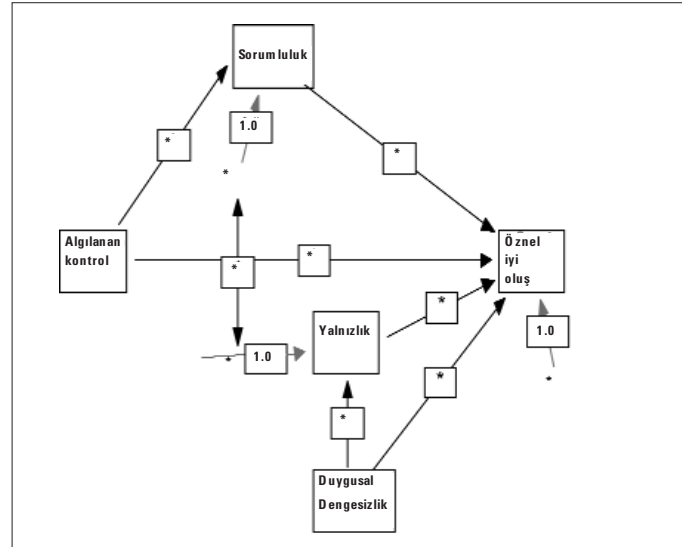 Sorumluluk
1.0
*
*
*
Algılanan
kontrol
*
*
Öznel
iyi
oluş
*
1.0
Yalnızlık
*
1.0
*
*
*
Duygusal
Dengesizlik